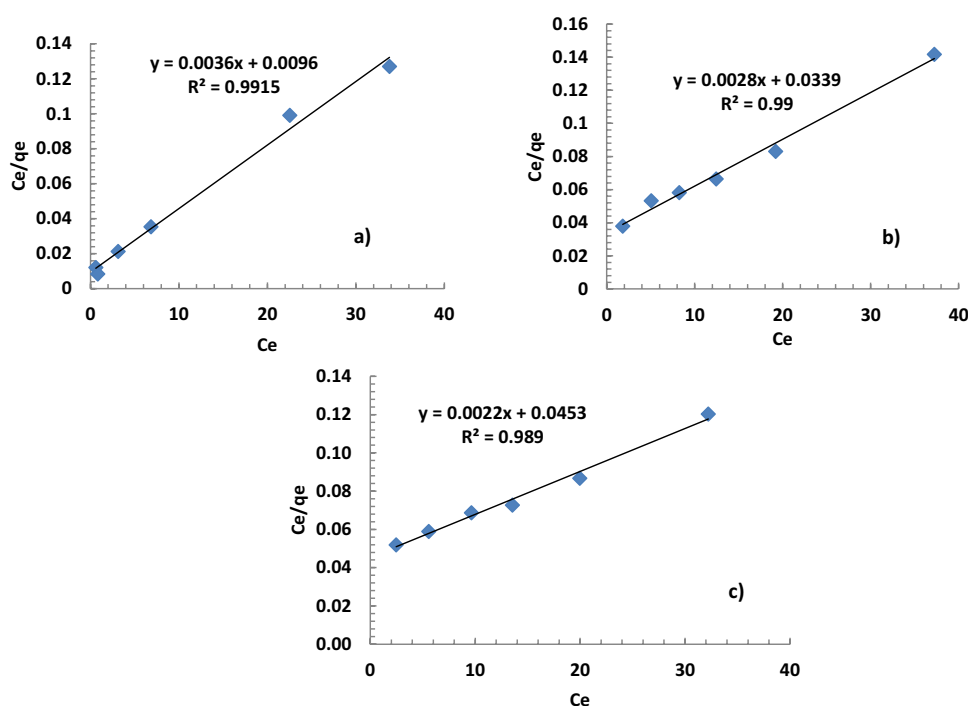 0.14
0.12
0.1
0.08
0.06
0.04
0.02
0
Ce/qe
y = 0.0036x + 0.0096
R² = 0.9915
a)
0 10 20 30 40
Ce
0.16
0.14
0.12
0.1
0.08
0.06
0.04
0.02
0
Ce/qe
y = 0.0028x + 0.0339
R² = 0.99
b)
0 10 20 30 40
Ce
0.14
0.12
0.10
0.08
0.06
0.04
0.02
0.00
Ce/qe
y = 0.0022x + 0.0453
R² = 0.989
c)
0 10 20 30 40
Ce